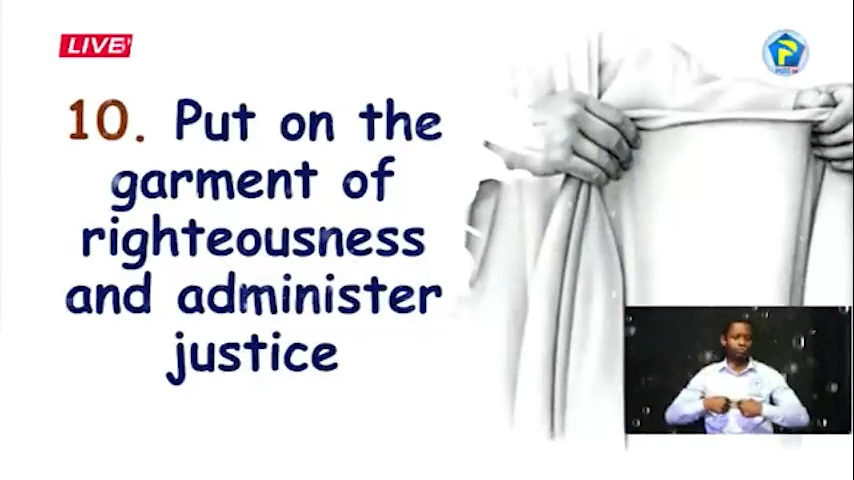 LIVE
10. Put on the
garment of
righteousness
and administer
justice